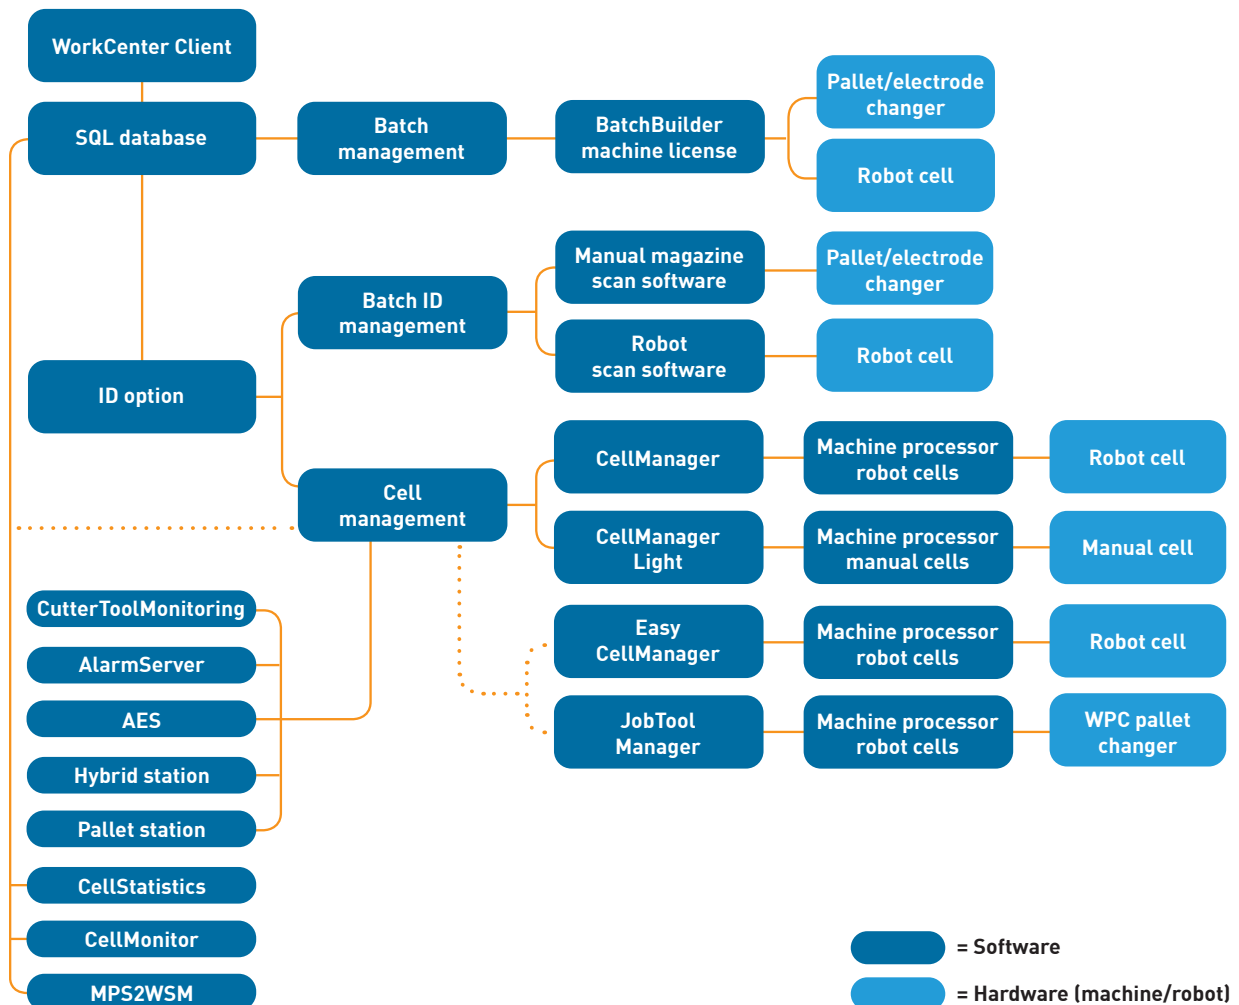 WorkCenter Client
SQL database
Batch
management
BatchBuilder
machine license
Pallet/electrode
changer
Robot cell
Manual magazine
scan software
Pallet/electrode
changer
Batch ID
management
Robot
scan software
Robot cell
ID option
CellManager
Machine processor
robot cells
Robot cell
Cell
management
CellManager
Light
Machine processor
manual cells
Manual cell
CutterToolMonitoring
Easy
CellManager
Machine processor
robot cells
Robot cell
AlarmServer
AES
JobTool
Manager
Machine processor
robot cells
WPC pallet
changer
Hybrid station
Pallet station
CellStatistics
CellMonitor
MPS2WSM
= Software
= Hardware (machine/robot)